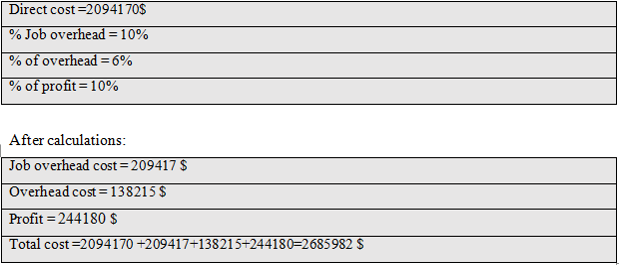 Direct cost =2094170$
% Job overhead = 10%
% of overhead = 6%
% of profit = 10%
After calculations:
Job overhead cost = 209417 $
Overhead cost = 138215 $
Profit = 244180 $
Total cost =2094170 +209417+138215+244180=2685982 $